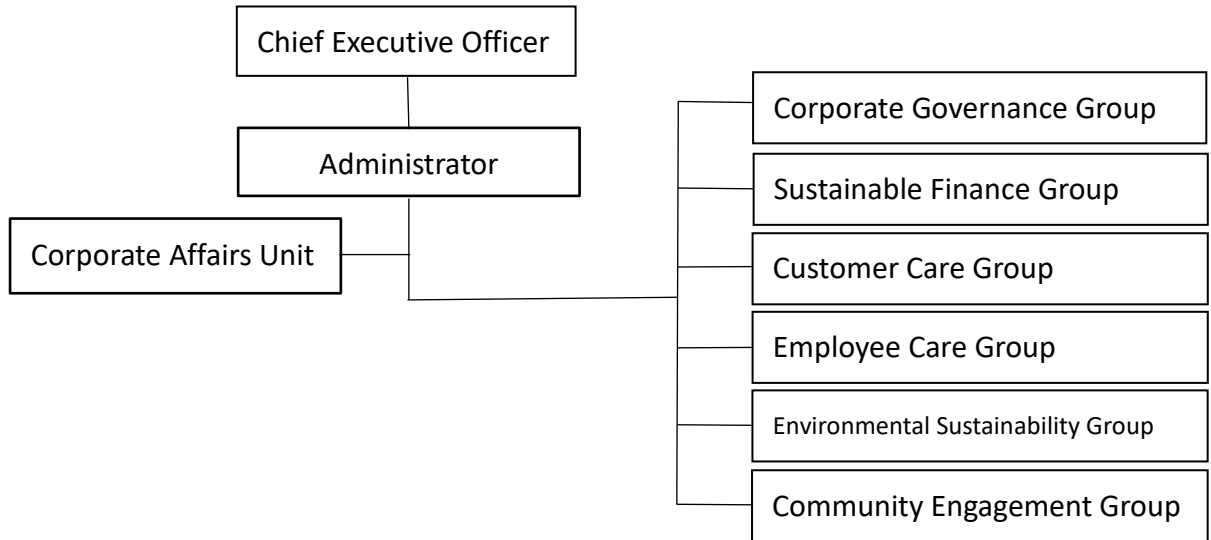 Chief Executive Officer
Administrator
Corporate Affairs Unit
Corporate Governance Group
Sustainable Finance Group
Customer Care Group
Employee Care Group
Environmental Sustainability Group
Community Engagement Group